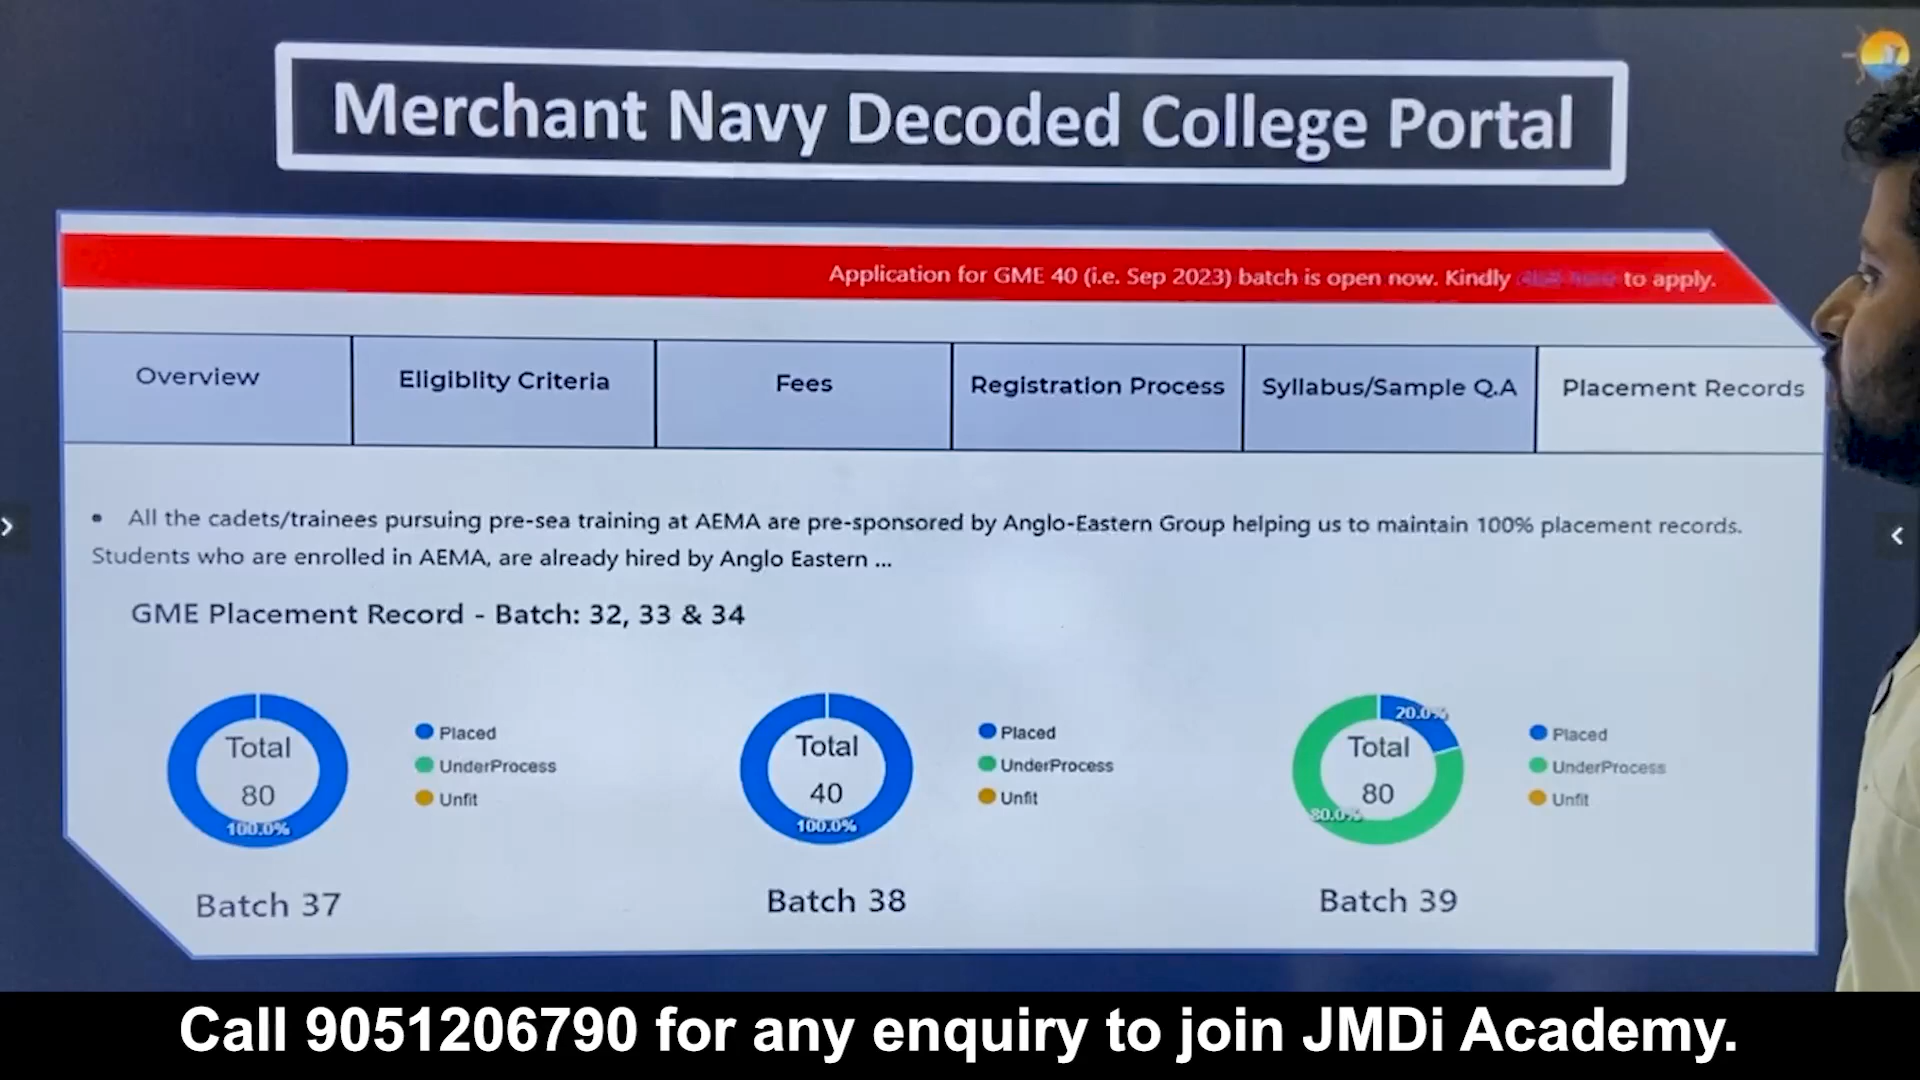 Merchant Navy Decoded College Portal
Application for GME 40 (i.e. Sep 2023) batch is open now. Kindly to apply.
Overview
Eligiblity Criteria
Fees
Registration Process
Syllabus/Sample Q.A
Placement Records
• All the cadets/trainees pursuing pre-sea training at AEMA are pre-sponsored by Anglo-Eastern Group helping us to maintain 100% placement records.
Students who are enrolled in AEMA, are already hired by Anglo Eastern ...
GME Placement Record - Batch: 32, 33 & 34
Total
80
100.0%
Placed
UnderProcess
Unfit
Batch 37
Total
40
100.0%
Placed
UnderProcess
Unfit
Batch 38
20.0%
Total
80
80.0%
Placed
UnderProcess
Unfit
Batch 39
Call 9051206790 for any enquiry to join JMDi Academy.